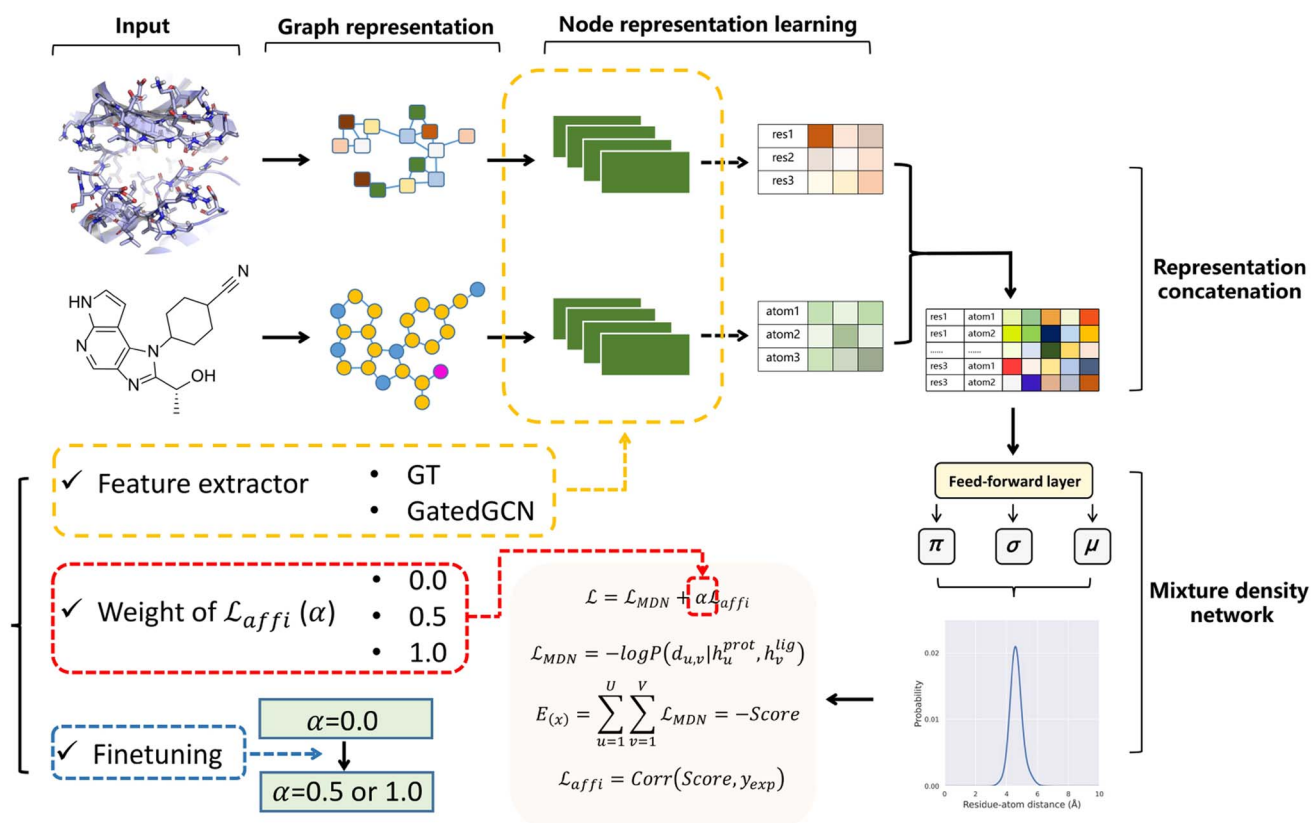 Input
Graph representation
Node representation learning
res1
res2
res3
HN
N
N
N
N
OH
atom1
atom2
atom3
Representation
concatenation
res1 atom1
res1 atom2
...... ......
res3 atom1
res3 atom2
Feed-forward layer
π σ μ
Mixture density
network
✓ Feature extractor
• GT
• GatedGCN
✓ Weight of ℒ_affi (α)
• 0.0
• 0.5
• 1.0
✓ Finetuning
α=0.0
α=0.5 or 1.0
ℒ = ℒ_MDN + αℒ_affi
ℒ_MDN = −logP(d_u,v|h_u^prot, h_v^lig)
E_(x) = ∑_{u=1}^{U} ∑_{v=1}^{V} ℒ_MDN = −Score
ℒ_affi = Corr(Score, y_exp)
Probability
0.02
0.01
0.00
0 2 4 6 8 10
Residue-atom distance (Å)